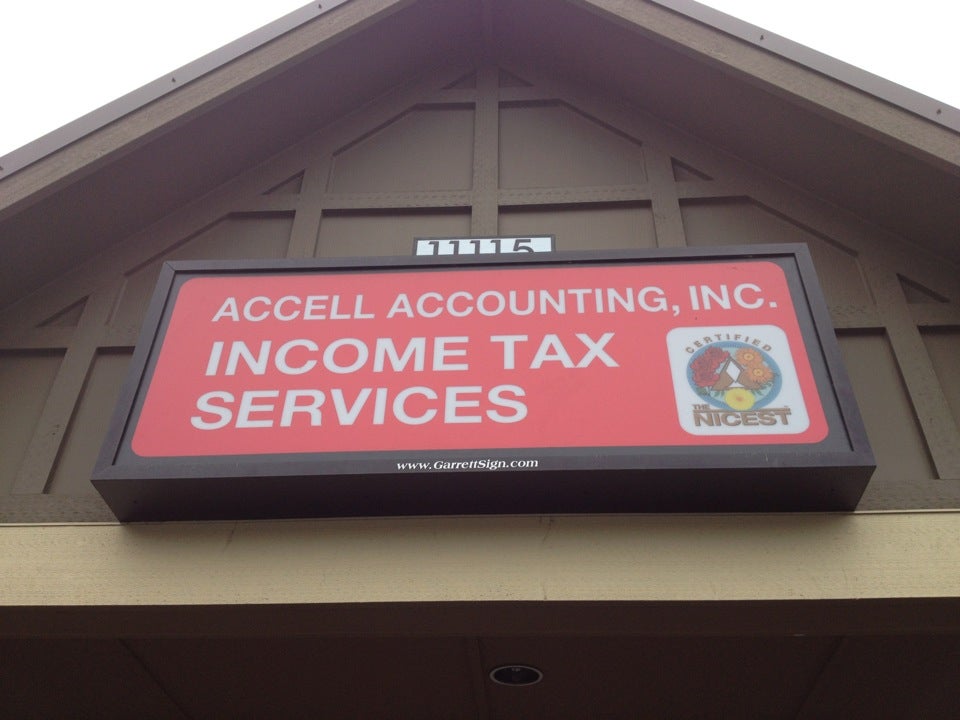 11115
ACCELL ACCOUNTING, INC.
INCOME TAX
SERVICES
CERTIFIED
THE
NICEST
www.GarrettSign.com